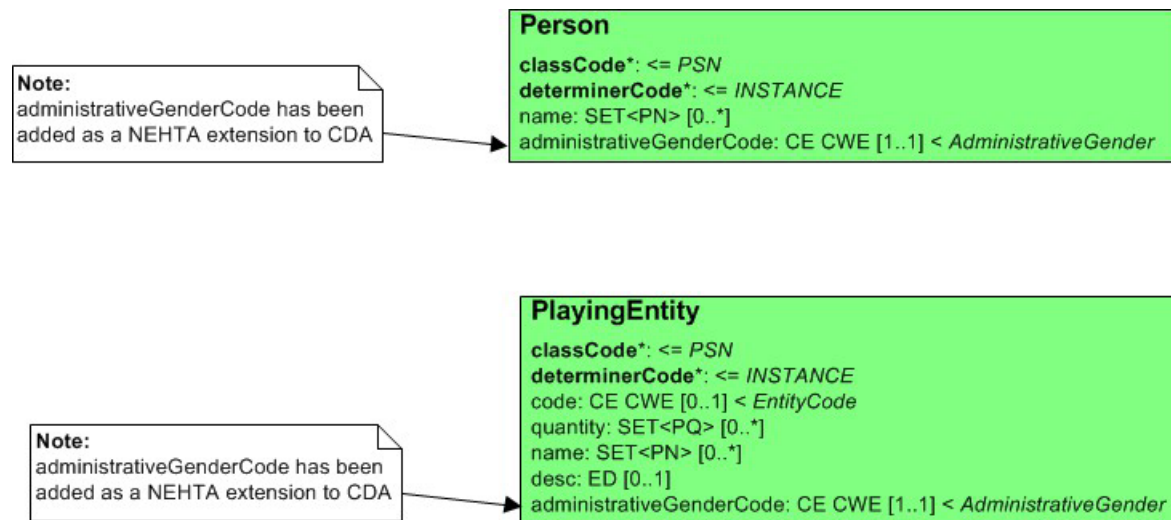 Person
classCode*: <= PSN
determinerCode*: <= INSTANCE
name: SET<PN> [0..*]
administrativeGenderCode: CE CWE [1..1] < AdministrativeGender
Note:
administrativeGenderCode has been
added as a NEHTA extension to CDA
PlayingEntity
classCode*: <= PSN
determinerCode*: <= INSTANCE
code: CE CWE [0..1] < EntityCode
quantity: SET<PQ> [0..*]
name: SET<PN> [0..*]
desc: ED [0..1]
administrativeGenderCode: CE CWE [1..1] < AdministrativeGender
Note:
administrativeGenderCode has been
added as a NEHTA extension to CDA